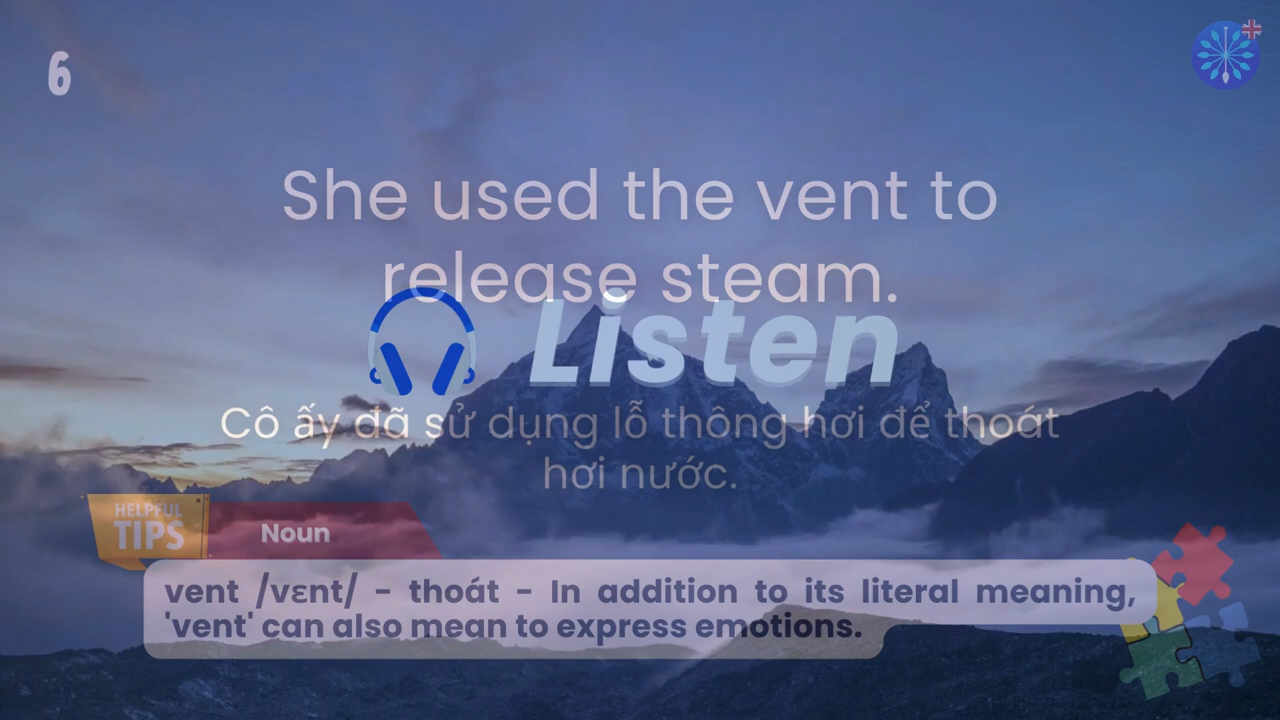 6
She used the vent to
release steam.
Listen
Cô ấy đã sử dụng lỗ thông hơi để thoát
hơi nước.
HELPFUL
TIPS
Noun
vent /vɛnt/ - thoát - In addition to its literal meaning,
'vent' can also mean to express emotions.